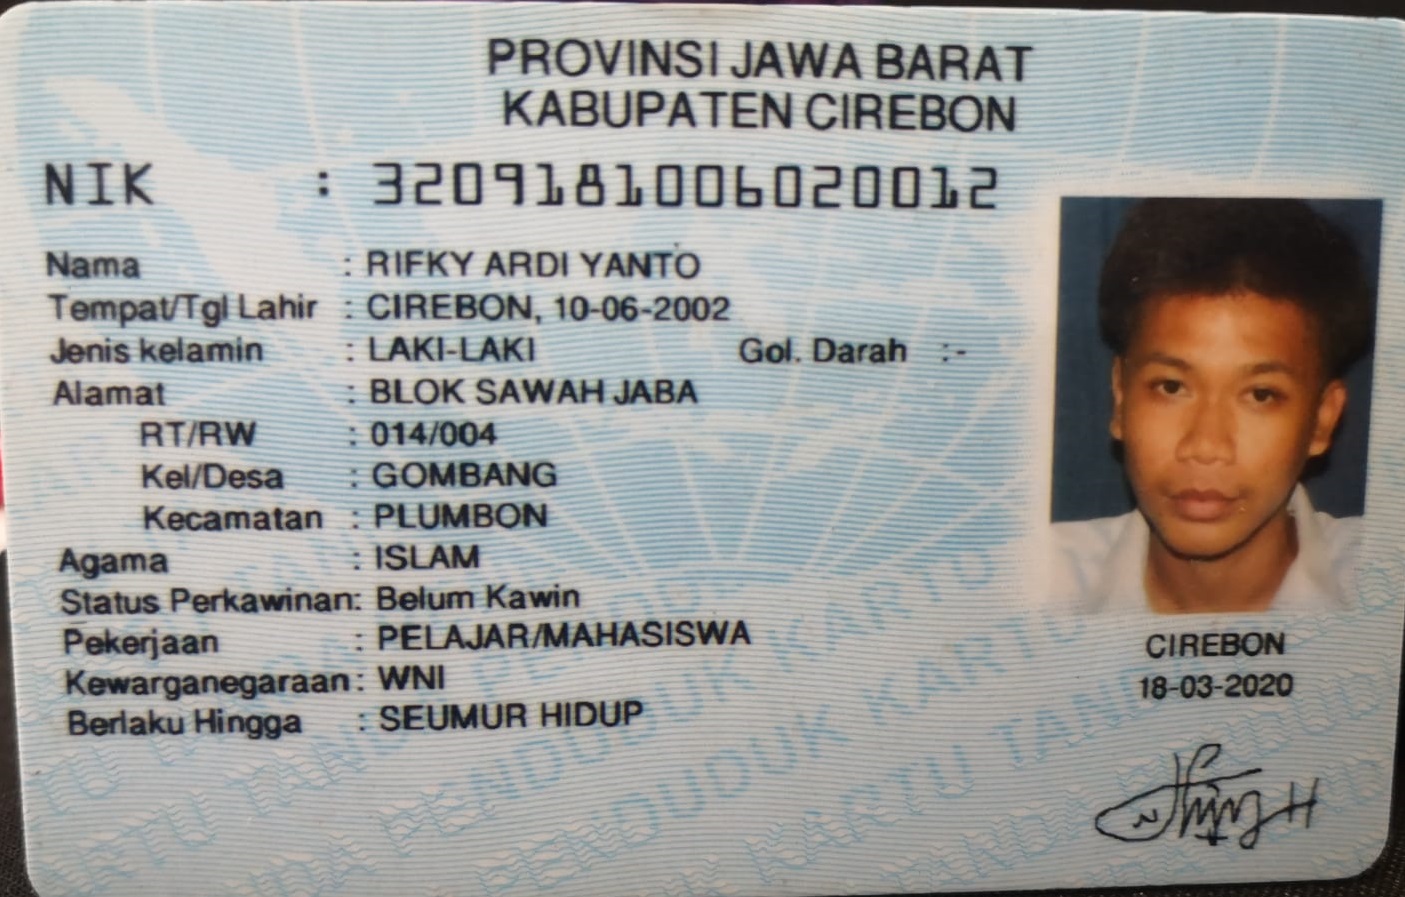 PROVINSI JAWA BARAT
KABUPATEN CIREBON
NIK : 3209181006020012
Nama : RIFKY ARDI YANTO
Tempat/Tgl Lahir : CIREBON, 10-06-2002
Jenis kelamin : LAKI-LAKI Gol. Darah :-
Alamat : BLOK SAWAH JABA
RT/RW : 014/004
Kel/Desa : GOMBANG
Kecamatan : PLUMBON
Agama : ISLAM
Status Perkawinan: Belum Kawin
Pekerjaan : PELAJAR/MAHASISWA
Kewarganegaraan: WNI
Berlaku Hingga : SEUMUR HIDUP
CIREBON
18-03-2020